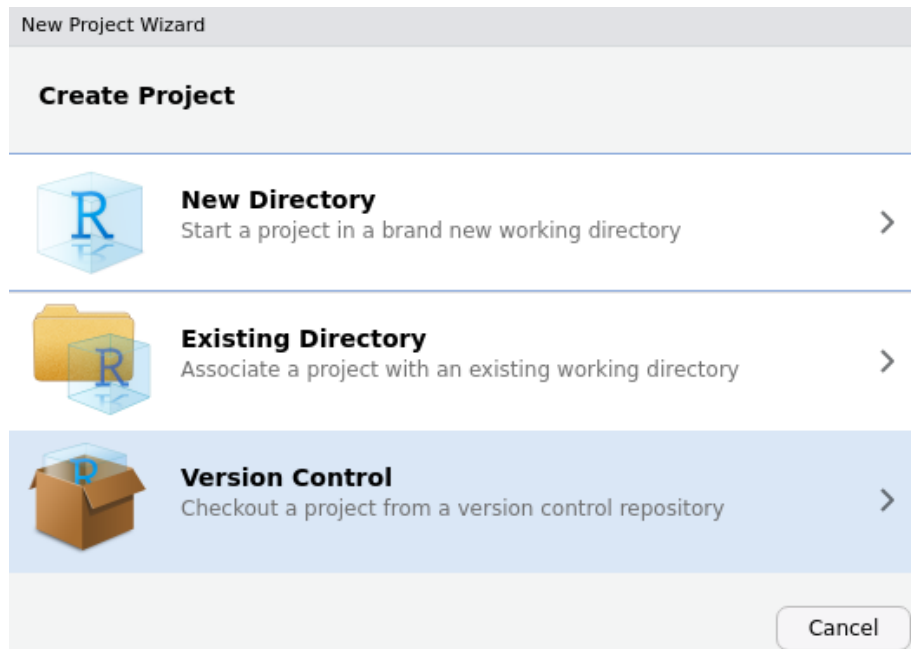 New Project Wizard
Create Project
R
New Directory
Start a project in a brand new working directory
R
Existing Directory
Associate a project with an existing working directory
R
Version Control
Checkout a project from a version control repository
Cancel